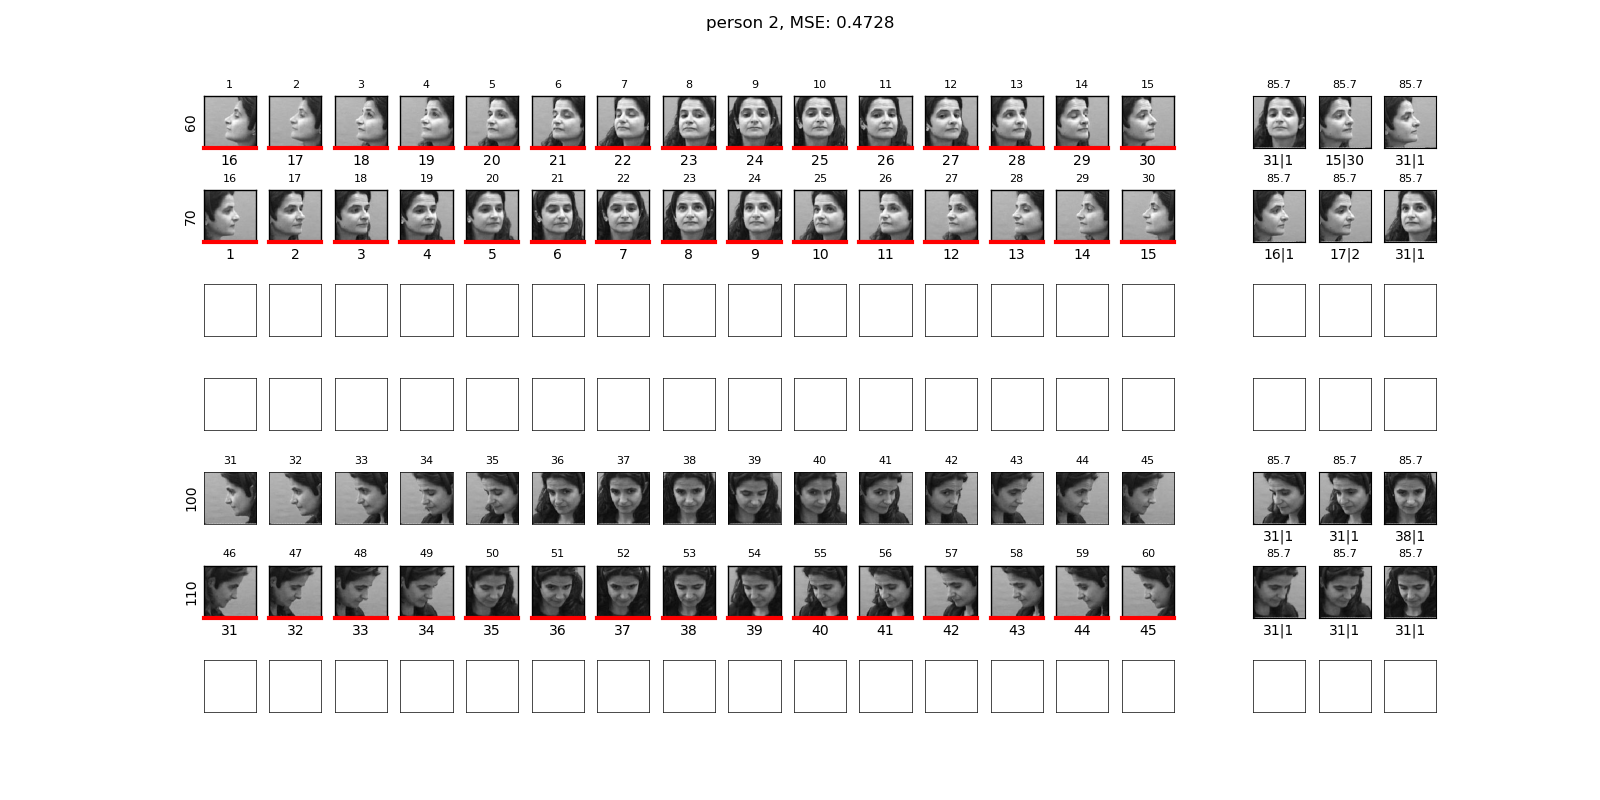 person 2, MSE: 0.4728
1 2 3 4 5 6 7 8 9 10 11 12 13 14 15 85.7 85.7 85.7
60
16 17 18 19 20 21 22 23 24 25 26 27 28 29 30 31|1 15|30 31|1
16 17 18 19 20 21 22 23 24 25 26 27 28 29 30 85.7 85.7 85.7
70
1 2 3 4 5 6 7 8 9 10 11 12 13 14 15 16|1 17|2 31|1
31 32 33 34 35 36 37 38 39 40 41 42 43 44 45 85.7 85.7 85.7
100
31|1 31|1 38|1
46 47 48 49 50 51 52 53 54 55 56 57 58 59 60 85.7 85.7 85.7
110
31 32 33 34 35 36 37 38 39 40 41 42 43 44 45 31|1 31|1 31|1